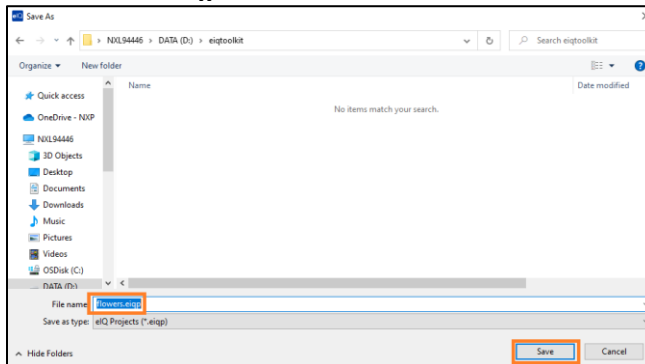 eIQ Save As
NXL94446 > DATA (D:) > eiqtoolkit
Search eiqtoolkit
Organize
New folder
Name
Date modified
Quick access
No items match your search.
OneDrive - NXP
NXL94446
3D Objects
Desktop
Documents
Downloads
Music
Pictures
Videos
OSDisk (C:)
DATA (D:)
File name: flowers.eiqp
Save as type: eIQ Projects (*.eiqp)
Hide Folders
Save
Cancel